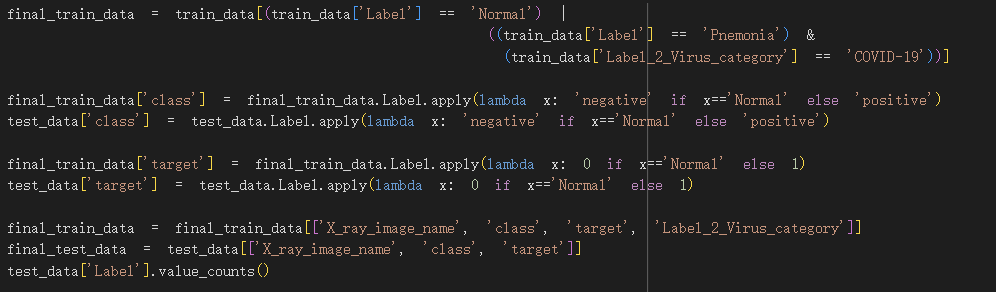 final_train_data = train_data[(train_data['Label'] == 'Normal') |
((train_data['Label'] == 'Pnemonia') &
(train_data['Label_2_Virus_category'] == 'COVID-19'))]
final_train_data['class'] = final_train_data.Label.apply(lambda x: 'negative' if x=='Normal' else 'positive')
test_data['class'] = test_data.Label.apply(lambda x: 'negative' if x=='Normal' else 'positive')
final_train_data['target'] = final_train_data.Label.apply(lambda x: 0 if x=='Normal' else 1)
test_data['target'] = test_data.Label.apply(lambda x: 0 if x=='Normal' else 1)
final_train_data = final_train_data[['X_ray_image_name', 'class', 'target', 'Label_2_Virus_category']]
final_test_data = test_data[['X_ray_image_name', 'class', 'target']]
test_data['Label'].value_counts()